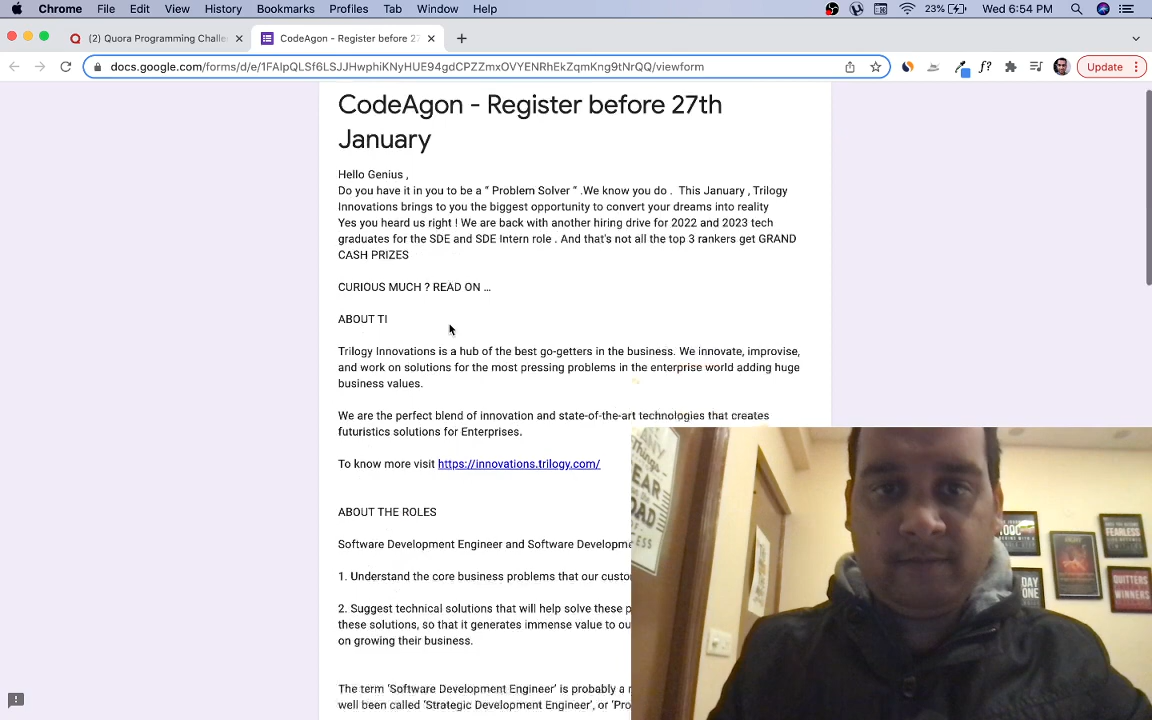 Chrome File Edit View History Bookmarks Profiles Tab Window Help 23% Wed 6:54 PM
(2) Quora Programming Challe CodeAgon - Register before 27
docs.google.com/forms/d/e/1FAIpQLSf6LSJJHwphiKNyHUE94gdCPZZmxOVYENRhEkZqmKng9tNrQQ/viewform f? Update
CodeAgon - Register before 27th
January
Hello Genius ,
Do you have it in you to be a “ Problem Solver “ .We know you do . This January , Trilogy
Innovations brings to you the biggest opportunity to convert your dreams into reality
Yes you heard us right ! We are back with another hiring drive for 2022 and 2023 tech
graduates for the SDE and SDE Intern role . And that's not all the top 3 rankers get GRAND
CASH PRIZES
CURIOUS MUCH ? READ ON …
ABOUT TI
Trilogy Innovations is a hub of the best go-getters in the business. We innovate, improvise,
and work on solutions for the most pressing problems in the enterprise world adding huge
business values.
We are the perfect blend of innovation and state-of-the-art technologies that creates
futuristics solutions for Enterprises.
To know more visit https://innovations.trilogy.com/
ABOUT THE ROLES
Software Development Engineer and Software Developme
1. Understand the core business problems that our custo
2. Suggest technical solutions that will help solve these p
these solutions, so that it generates immense value to ou
on growing their business.
The term ‘Software Development Engineer’ is probably a
well been called ‘Strategic Development Engineer’, or ‘Pro
DAY
ONE
FEARLESS
QUITTERS
WINNERS